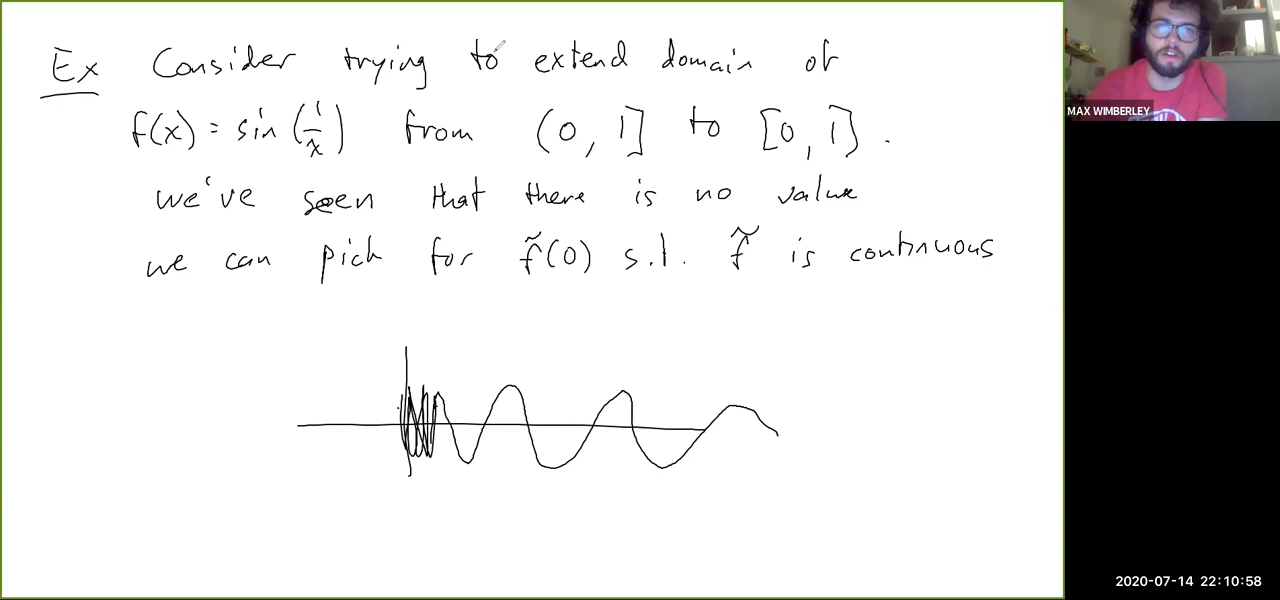 Ex Consider trying to extend domain of
f(x) = sin (1/x) from (0, 1] to [0, 1].
we've seen that there is no value
we can pick for f̃(0) s.t. f̃ is continuous
MAX WIMBERLEY
2020-07-14 22:10:58